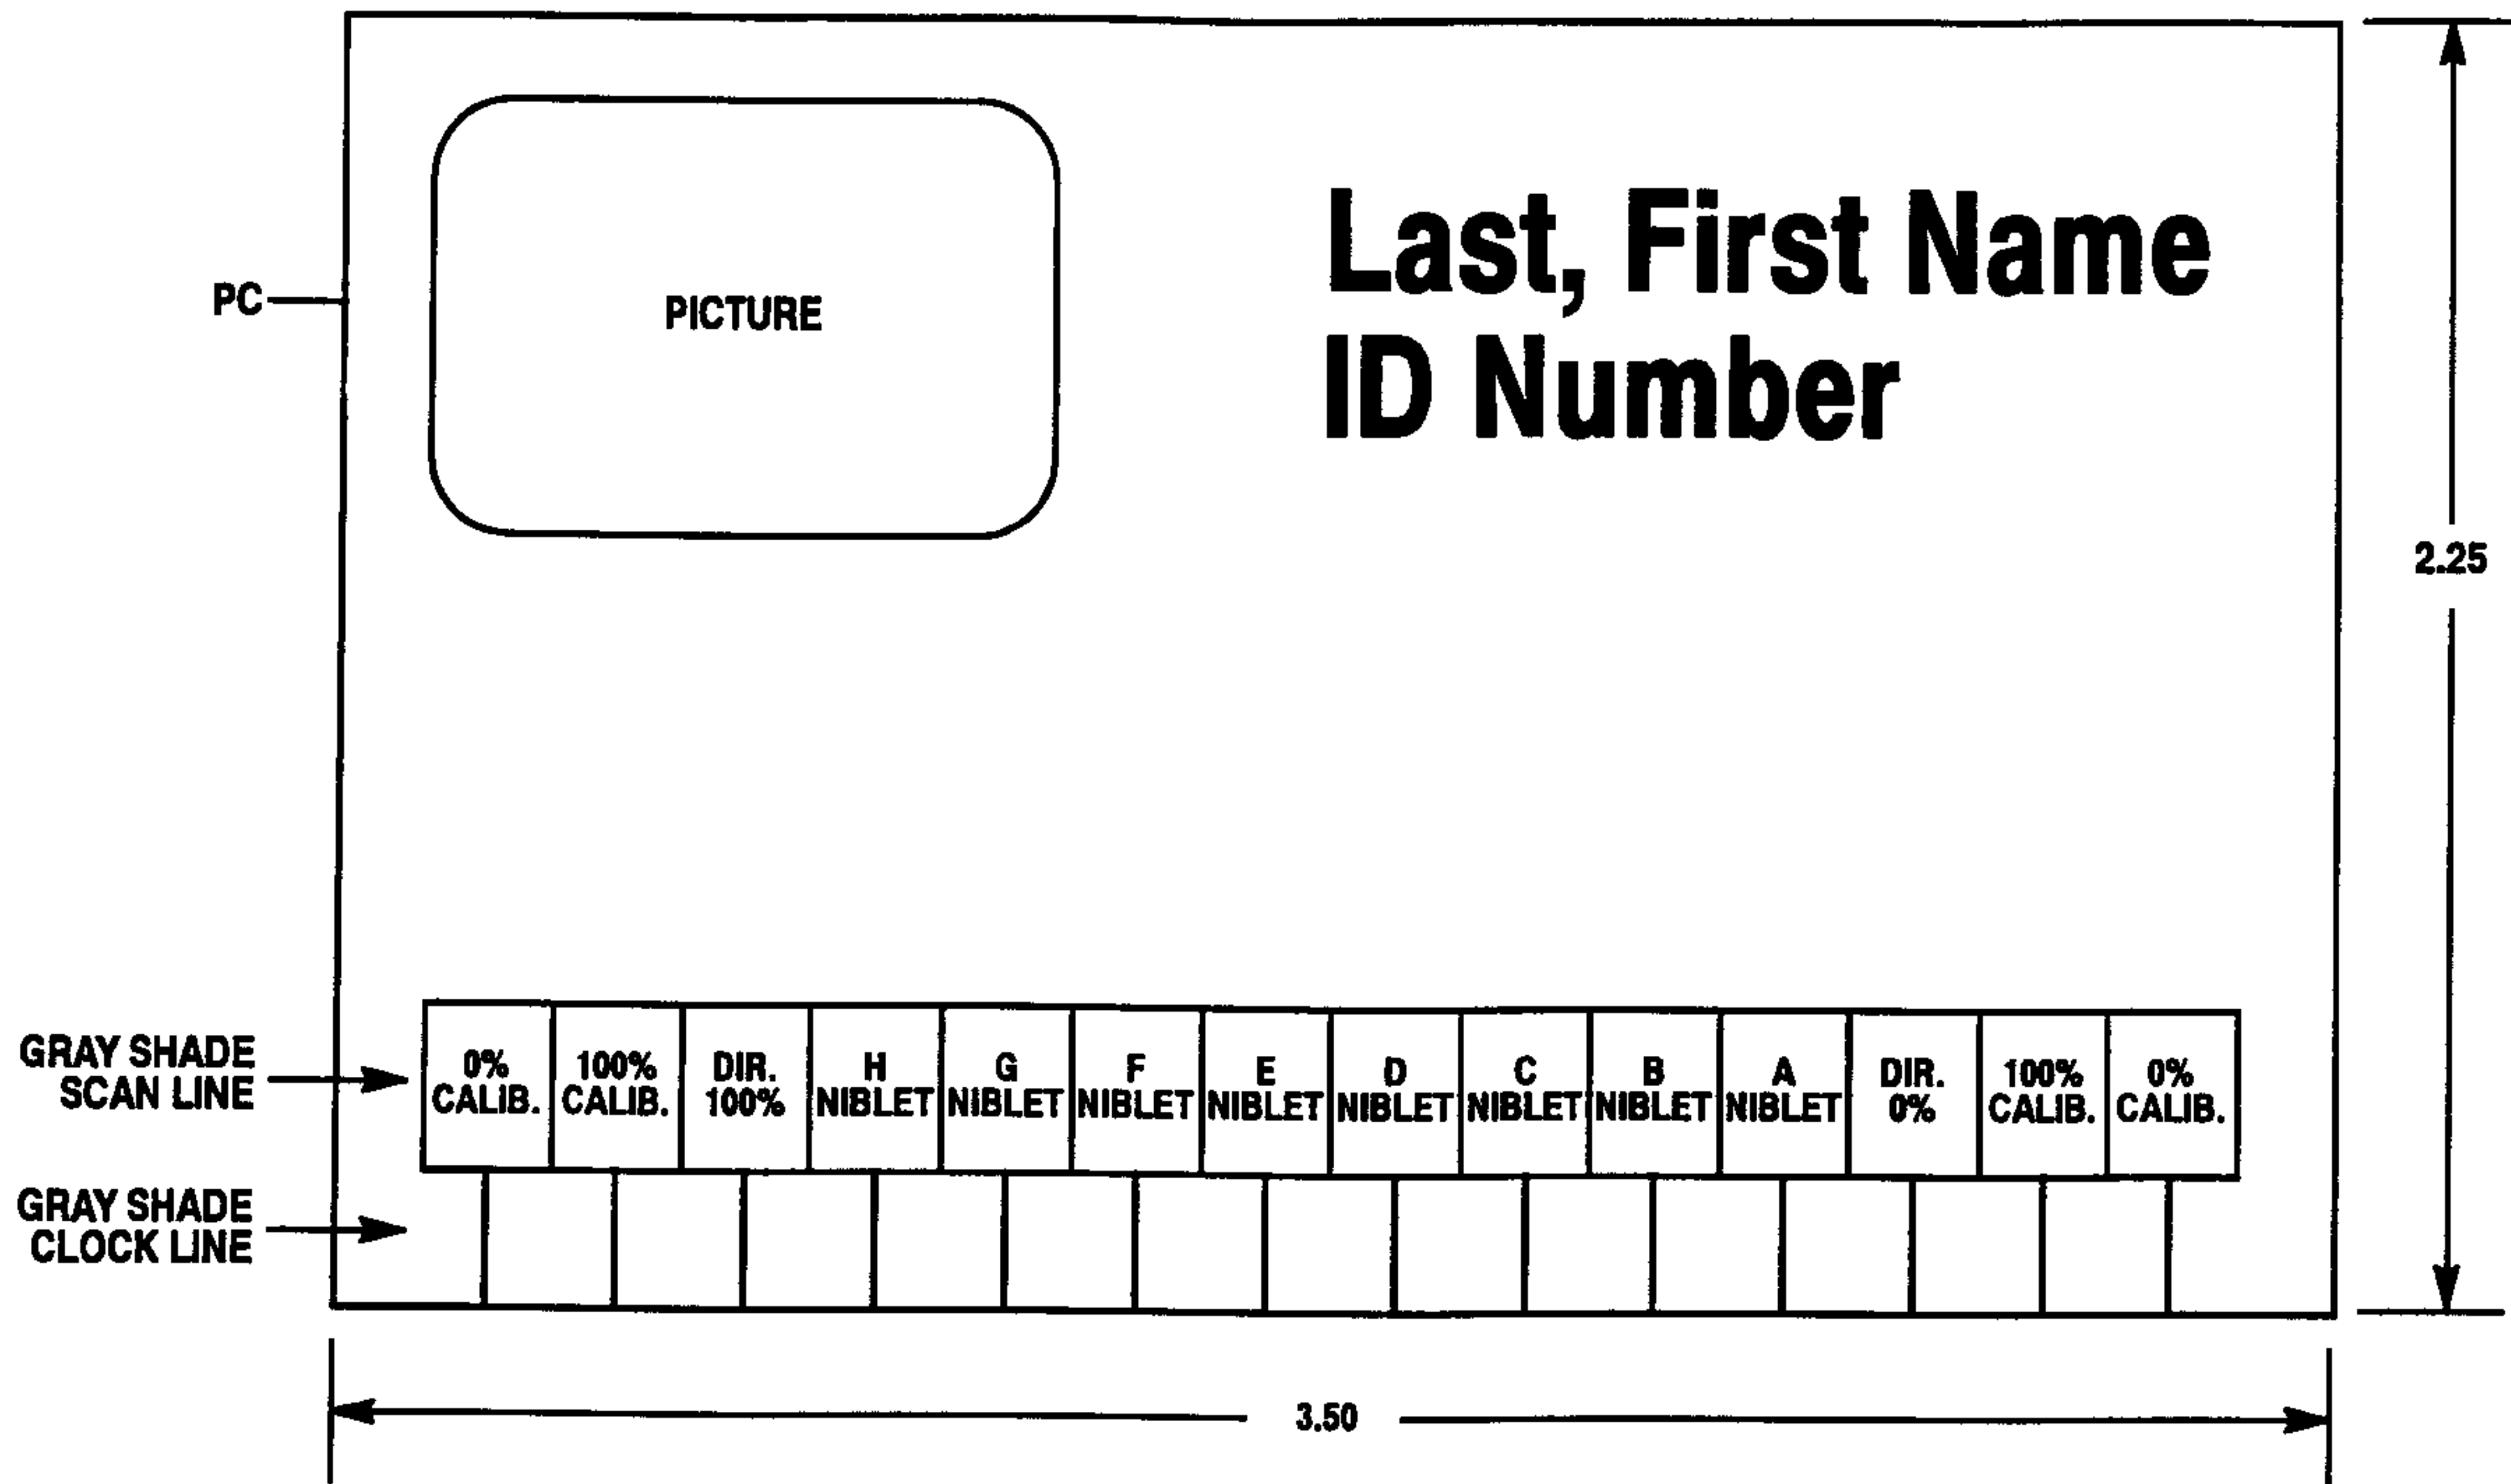 Last, First Name
ID Number
PC
PICTURE
2.25
GRAY SHADE
SCAN LINE
0%
CALIB.
100%
CALIB.
DIR.
100%
H
NIBLET
G
NIBLET
F
NIBLET
E
NIBLET
D
NIBLET
C
NIBLET
B
NIBLET
A
NIBLET
DIR.
0%
100%
CALIB.
0%
CALIB.
GRAY SHADE
CLOCK LINE
3.50